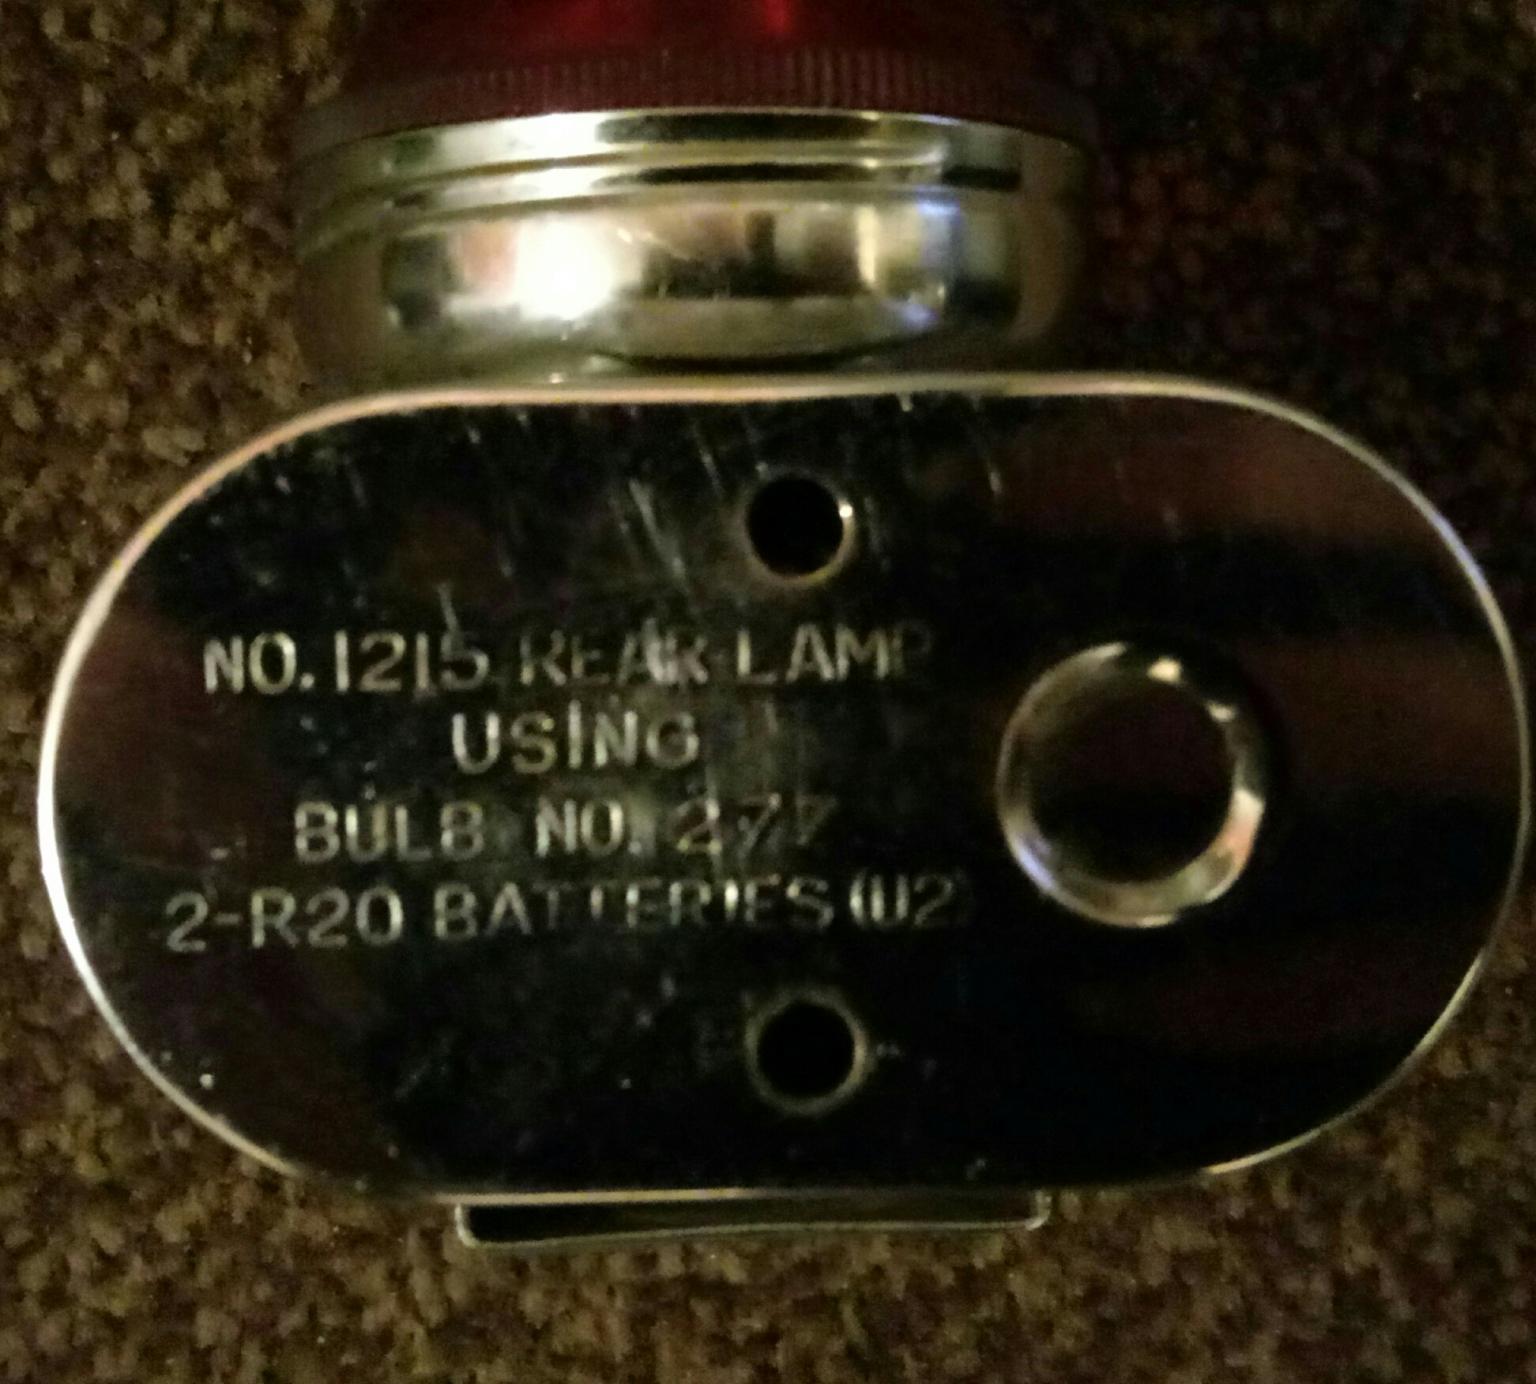 NO.1215 REAR LAMP
USING
BULB NO. 277
2-R20 BATTERIES (U2)